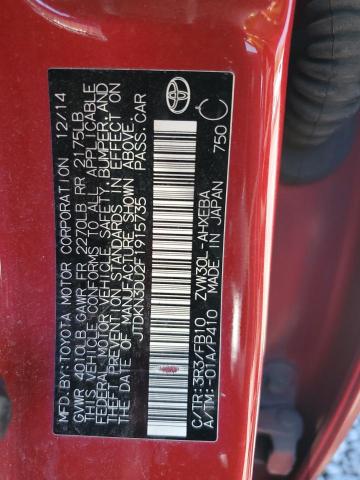 MFD.BY:TOYOTA MOTOR CORPORATION 12/14
GVWR 4010LB GAWR FR 2270LB RR 2175LB
THIS VEHICLE CONFORMS TO ALL APPLICABLE
FEDERAL MOTOR VEHICLE SAFETY, BUMPER, AND
THEFT PREVENTION STANDARDS IN EFFECT ON
THE DATE OF MANUFACTURE SHOWN ABOVE.
JTDKN3DU2F1915735 PASS.CAR
C/TR:3R3/FB10 ZVW30L-AHXEBA
A/TM:-01A/P410 MADE IN JAPAN 750 C